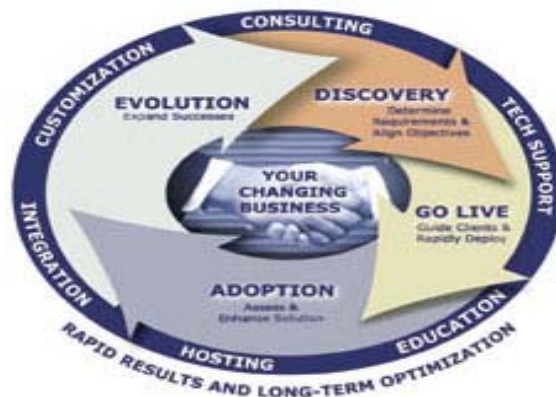 CONSULTING
CUSTOMIZATION
TECH SUPPORT
INTEGRATION
EDUCATION
HOSTING
EVOLUTION
Expand Successes
DISCOVERY
Determine
Requirements &
Align Objectives
YOUR
CHANGING
BUSINESS
GO LIVE
Guide Clients &
Rapidly Deploy
ADOPTION
Assess &
Enhance Solution
RAPID RESULTS AND LONG-TERM OPTIMIZATION